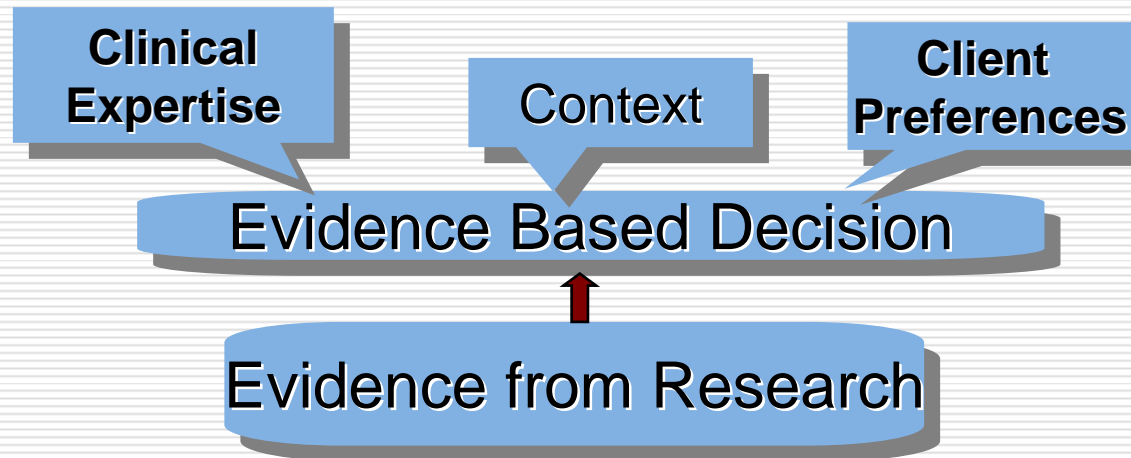 Clinical
Expertise
Context
Client
Preferences
Evidence Based Decision
Evidence from Research